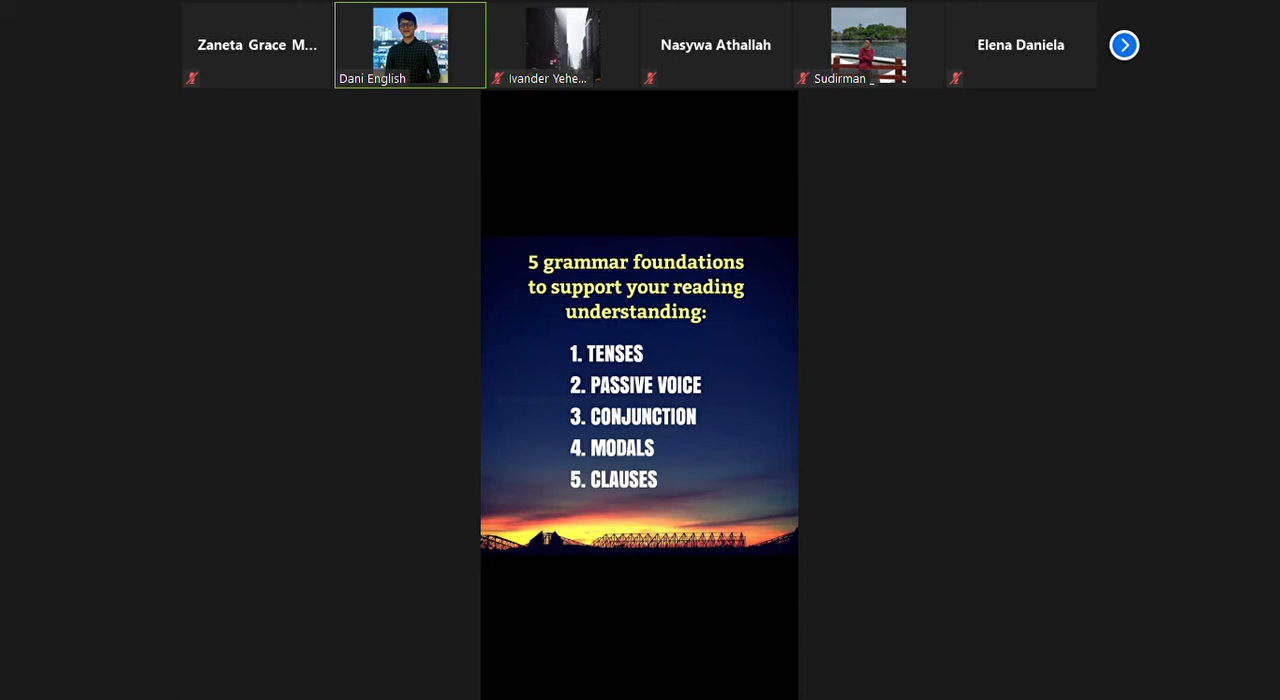 Zaneta Grace M...
Dani English
Ivander Yehe...
Nasywa Athallah
Sudirman _
Elena Daniela
5 grammar foundations
to support your reading
understanding:
1. TENSES
2. PASSIVE VOICE
3. CONJUNCTION
4. MODALS
5. CLAUSES